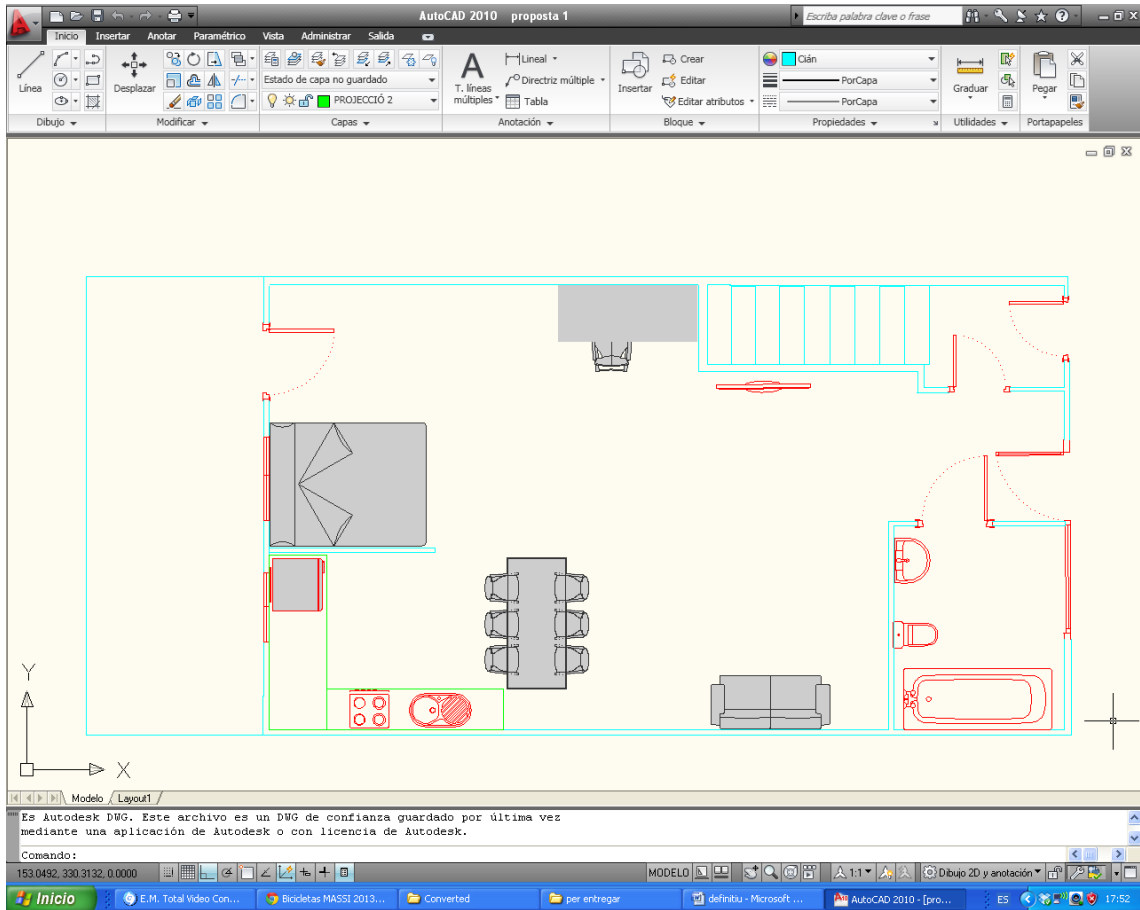 AutoCAD 2010 proposta 1
Escriba palabra clave o frase
Inicio Insertar Anotar Paramétrico Vista Administrar Salida
Línea
Desplazar
Estado de capa no guardado
PROJECCIÓ 2
A
T. líneas múltiples
Lineal
Directriz múltiple
Tabla
Insertar
Crear
Editar
Editar atributos
Cián
PorCapa
PorCapa
Graduar
Pegar
Dibujo Modificar Capas Anotación Bloque Propiedades Utilidades Portapapeles
Y
X
Modelo Layout1
Es Autodesk DWG. Este archivo es un DWG de confianza guardado por última vez
mediante una aplicación de Autodesk o con licencia de Autodesk.
Comando:
153.0492, 330.3132, 0.0000 MODELO 1:1 Dibujo 2D y anotación
Inicio E.M. Total Video Con... Bicicletas MASSI 2013... Converted per entregar definitiu - Microsoft ... AutoCAD 2010 - [pro... ES 17:52